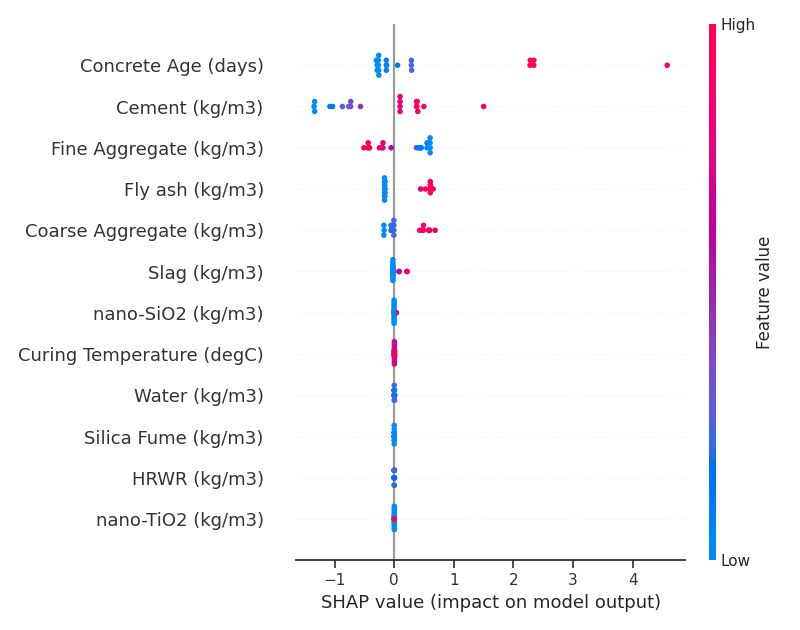 High
Concrete Age (days)
Cement (kg/m3)
Fine Aggregate (kg/m3)
Fly ash (kg/m3)
Coarse Aggregate (kg/m3)
Slag (kg/m3)
nano-SiO2 (kg/m3)
Curing Temperature (degC)
Water (kg/m3)
Silica Fume (kg/m3)
HRWR (kg/m3)
nano-TiO2 (kg/m3)
Feature value
Low
−1 0 1 2 3 4
SHAP value (impact on model output)